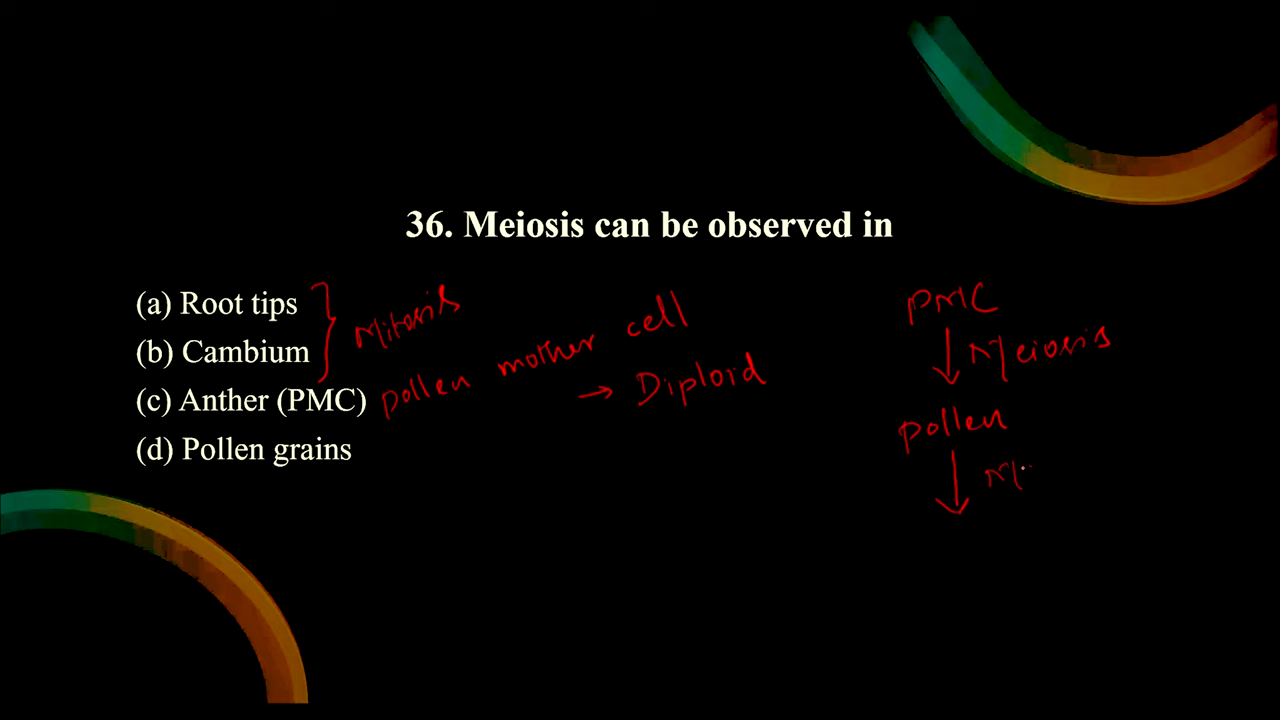 36. Meiosis can be observed in
(a) Root tips
(b) Cambium
Mitosis
(c) Anther (PMC)
pollen mother cell
→ Diploid
(d) Pollen grains
PMC
↓ Meiosis
pollen
↓ M